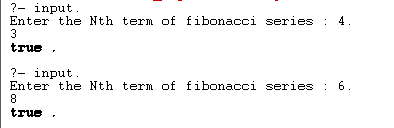 ?- input.
Enter the Nth term of fibonacci series : 4.
3
true .
?- input.
Enter the Nth term of fibonacci series : 6.
8
true .